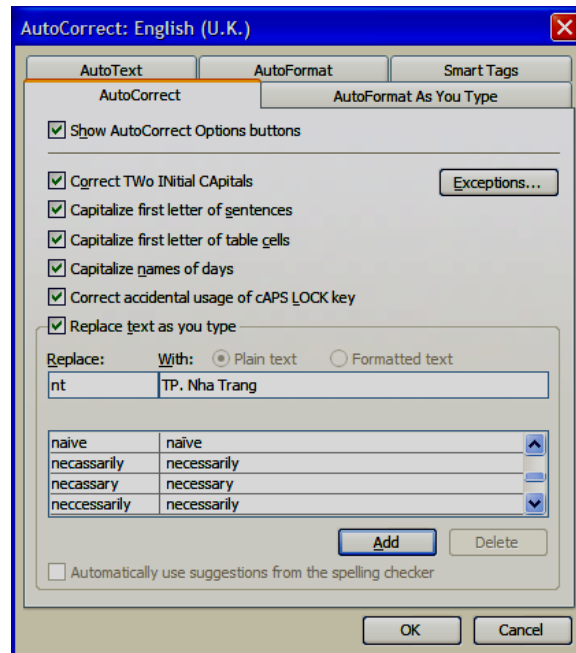 AutoCorrect: English (U.K.)
AutoText AutoFormat Smart Tags
AutoCorrect AutoFormat As You Type
Show AutoCorrect Options buttons
Correct TWo INitial CApitals Exceptions...
Capitalize first letter of sentences
Capitalize first letter of table cells
Capitalize names of days
Correct accidental usage of cAPS LOCK key
Replace text as you type
Replace: With: Plain text Formatted text
nt TP. Nha Trang
naive naïve
necassarily necessarily
necassary necessary
neccessarily necessarily
Add Delete
Automatically use suggestions from the spelling checker
OK Cancel